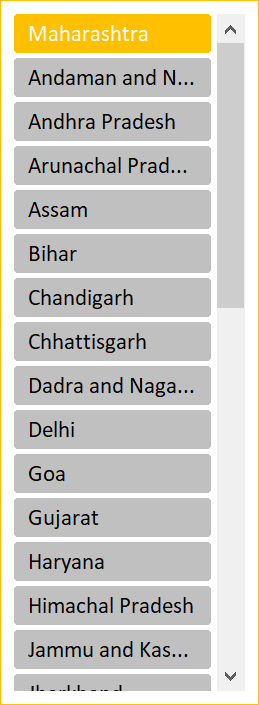 Maharashtra
Andaman and N...
Andhra Pradesh
Arunachal Prad...
Assam
Bihar
Chandigarh
Chhattisgarh
Dadra and Naga...
Delhi
Goa
Gujarat
Haryana
Himachal Pradesh
Jammu and Kas...
Jharkhand